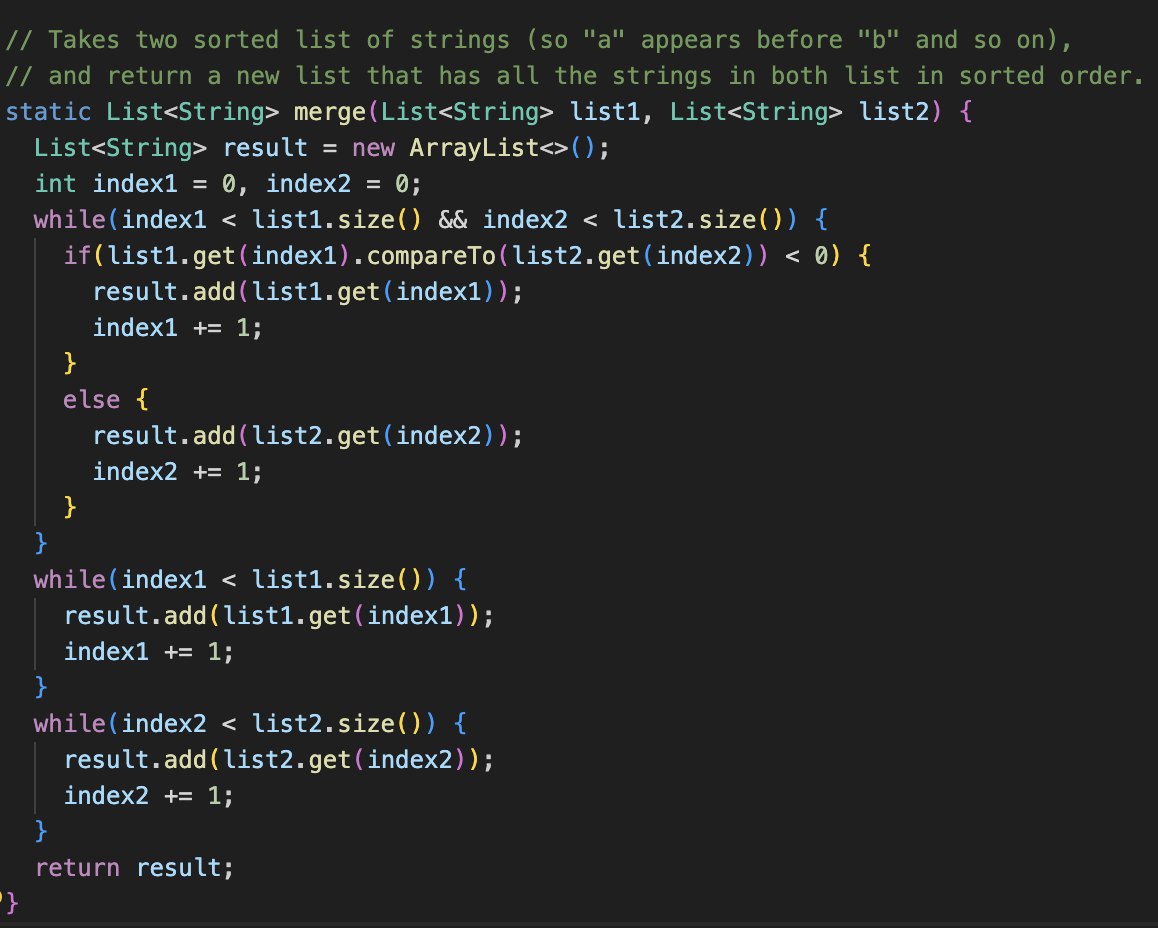 // Takes two sorted list of strings (so "a" appears before "b" and so on),
// and return a new list that has all the strings in both list in sorted order.
static List<String> merge(List<String> list1, List<String> list2) {
  List<String> result = new ArrayList<>();
  int index1 = 0, index2 = 0;
  while(index1 < list1.size() && index2 < list2.size()) {
    if(list1.get(index1).compareTo(list2.get(index2)) < 0) {
      result.add(list1.get(index1));
      index1 += 1;
    }
    else {
      result.add(list2.get(index2));
      index2 += 1;
    }
  }
  while(index1 < list1.size()) {
    result.add(list1.get(index1));
    index1 += 1;
  }
  while(index2 < list2.size()) {
    result.add(list2.get(index2));
    index2 += 1;
  }
  return result;
}